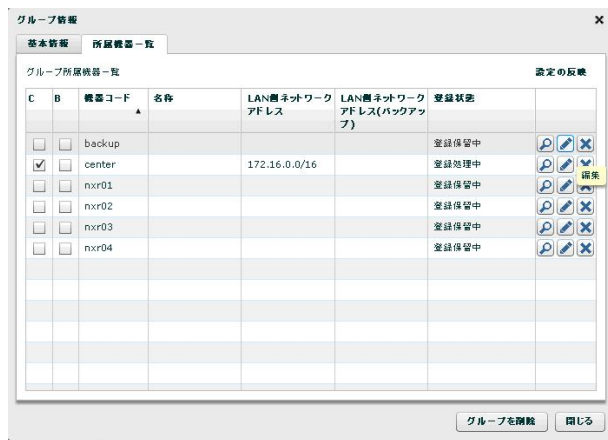 グループ情報
基本情報 所属機器一覧
グループ所属機器一覧 設定の反映
C B 機器コード 名称 LAN側ネットワークアドレス LAN側ネットワークアドレス(バックアップ) 登録状態
backup 登録保留中
center 172.16.0.0/16 登録処理中
編集
nxr01 登録保留中
nxr02 登録保留中
nxr03 登録保留中
nxr04 登録保留中
グループを削除 閉じる